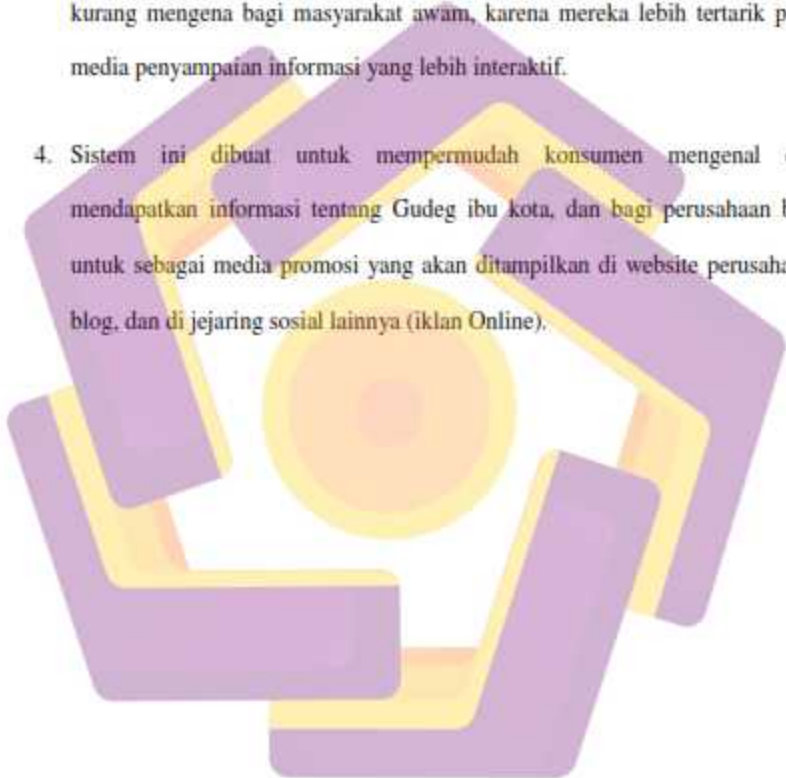 kurang mengena bagi masyarakat awam, karena mereka lebih tertarik
media penyampaian informasi yang lebih interaktif.
4. Sistem ini dibuat untuk mempermudah konsumen mengenal
mendapatkan informasi tentang Gudeg ibu kota, dan bagi perusahaan
untuk sebagai media promosi yang akan ditampilkan di website
blog, dan di jejaring sosial lainnya (iklan Online).